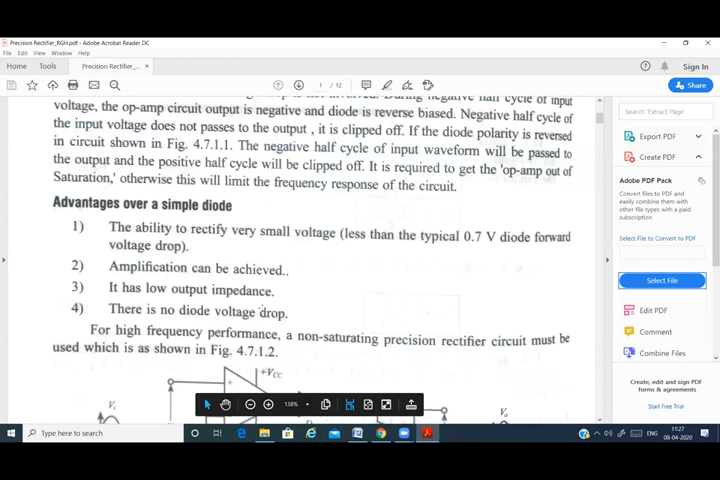 Precision Rectifier_RGH.pdf - Adobe Acrobat Reader DC
File Edit View Window Help
Home Tools Precision Rectifier_... × Sign In
1 / 12 Share
voltage, the op-amp circuit output is negative and diode is reverse biased. Negative half cycle of
the input voltage does not passes to the output , it is clipped off. If the diode polarity is reversed
in circuit shown in Fig. 4.7.1.1. The negative half cycle of input waveform will be passed to
the output and the positive half cycle will be clipped off. It is required to get the 'op-amp out of
Saturation,' otherwise this will limit the frequency response of the circuit.
Advantages over a simple diode
1) The ability to rectify very small voltage (less than the typical 0.7 V diode forward
voltage drop).
2) Amplification can be achieved..
3) It has low output impedance.
4) There is no diode voltage drop.
For high frequency performance, a non-saturating precision rectifier circuit must be
used which is as shown in Fig. 4.7.1.2.
+VCC
+
Vi
Vo
138%
Search 'Extract Page'
Export PDF
Create PDF
Adobe PDF Pack
Convert files to PDF and
easily combine them with
other file types with a paid
subscription
Select File to Convert to PDF
Select File
Edit PDF
Comment
Combine Files
Create, edit and sign PDF
forms & agreements
Start Free Trial
Type here to search
ENG
11:27
08-04-2020